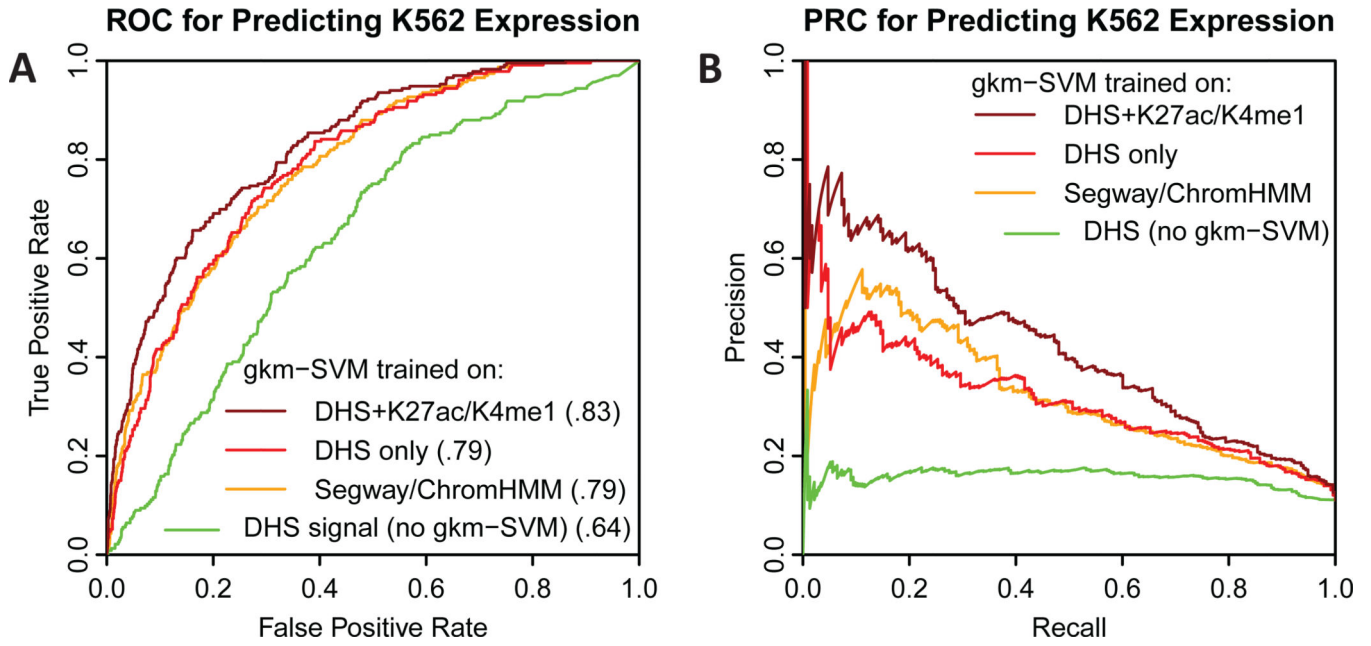 ROC for Predicting K562 Expression
A
True Positive Rate
1.0
0.8
0.6
0.4
0.2
0.0
gkm−SVM trained on:
DHS+K27ac/K4me1 (.83)
DHS only (.79)
Segway/ChromHMM (.79)
DHS signal (no gkm−SVM) (.64)
0.0 0.2 0.4 0.6 0.8 1.0
False Positive Rate
PRC for Predicting K562 Expression
B
Precision
1.0
0.8
0.6
0.4
0.2
0.0
gkm−SVM trained on:
DHS+K27ac/K4me1
DHS only
Segway/ChromHMM
DHS (no gkm−SVM)
0.0 0.2 0.4 0.6 0.8 1.0
Recall